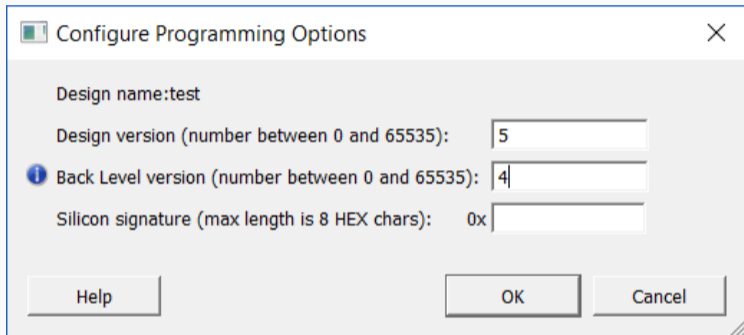 Configure Programming Options
Design name:test
Design version (number between 0 and 65535): 5
Back Level version (number between 0 and 65535): 4
Silicon signature (max length is 8 HEX chars): 0x
Help OK Cancel